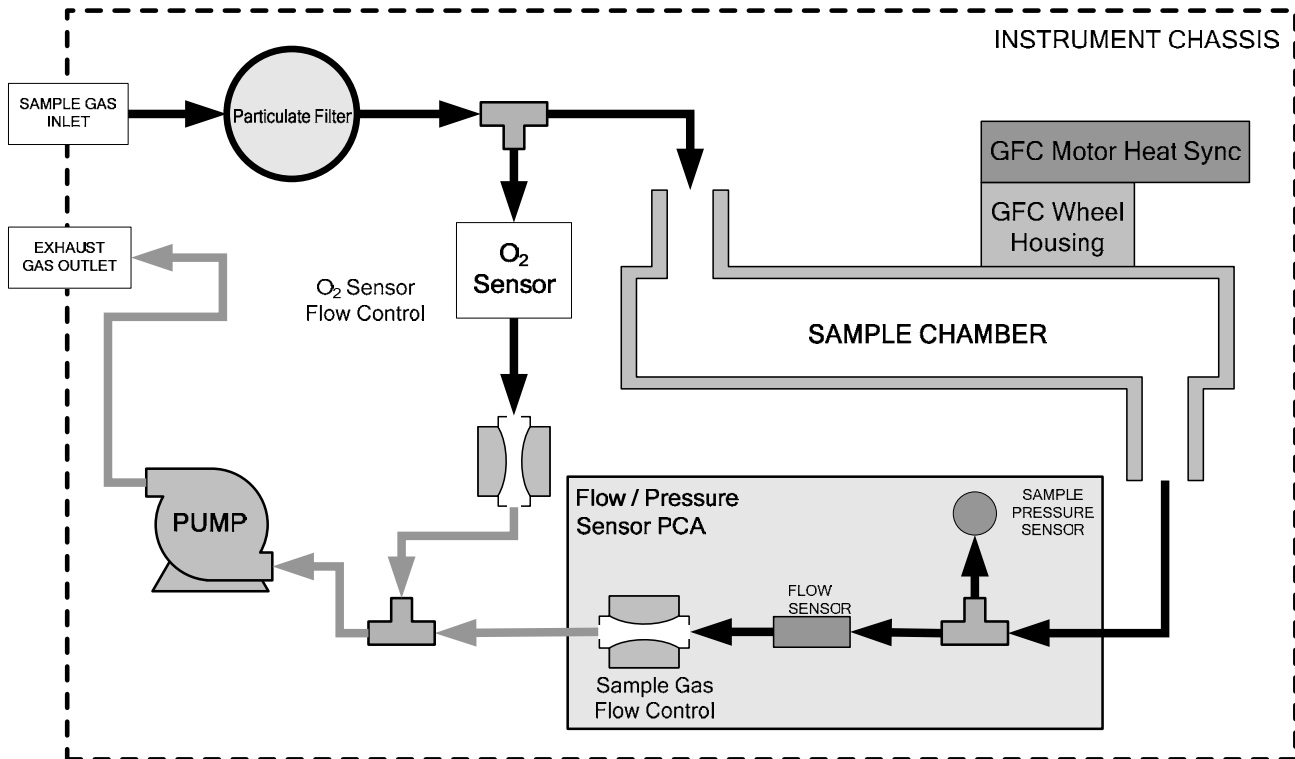 INSTRUMENT CHASSIS
SAMPLE GAS
INLET
Particulate Filter
GFC Motor Heat Sync
GFC Wheel
Housing
EXHAUST
GAS OUTLET
O₂
Sensor
O₂ Sensor
Flow Control
SAMPLE CHAMBER
PUMP
Flow / Pressure
Sensor PCA
SAMPLE
PRESSURE
SENSOR
FLOW
SENSOR
Sample Gas
Flow Control